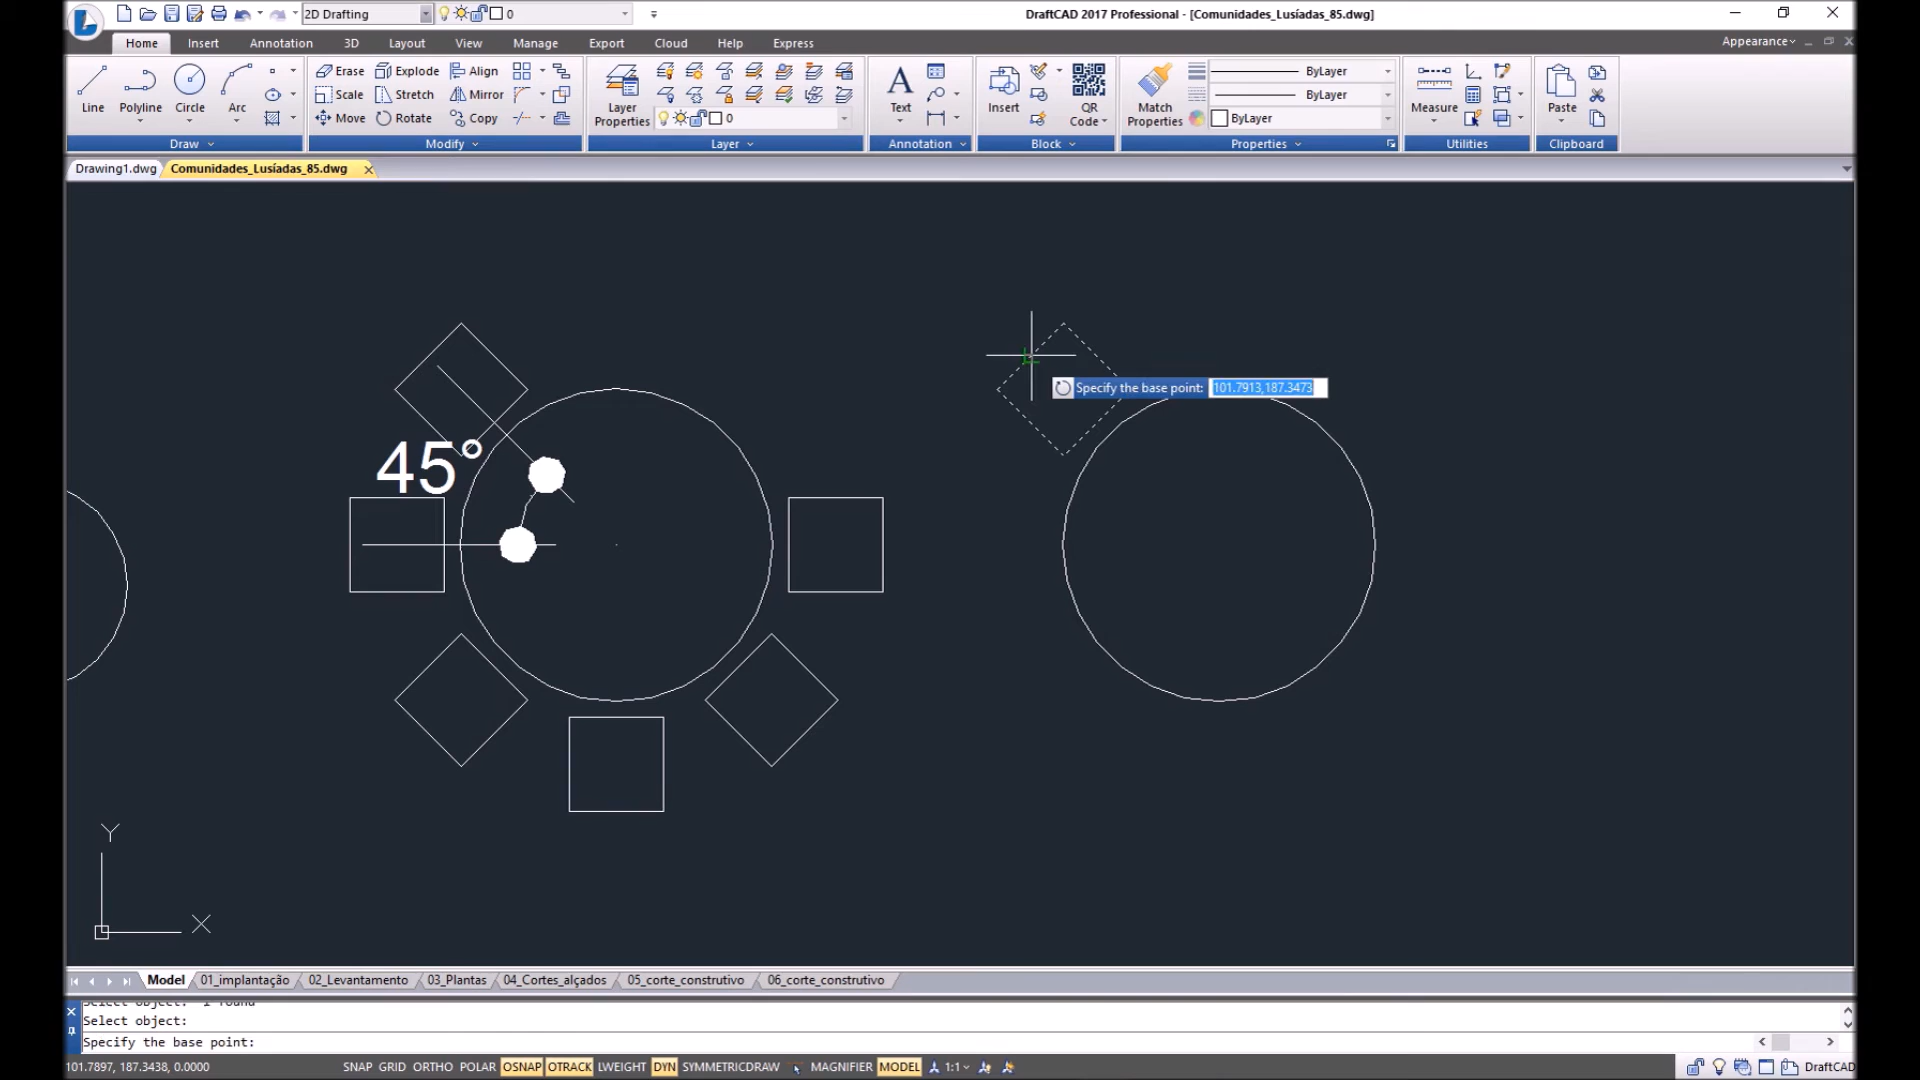 2D Drafting 0 DraftCAD 2017 Professional - [Comunidades_Lusíadas_85.dwg]
Home Insert Annotation 3D Layout View Manage Export Cloud Help Express Appearance
Erase Explode Align ByLayer
Scale Stretch Mirror ByLayer
Line Polyline Circle Arc Layer Properties Text Insert QR Code Match Properties Measure Paste
Move Rotate Copy 0 ByLayer
Draw Modify Layer Annotation Block Properties Utilities Clipboard
Drawing1.dwg Comunidades_Lusíadas_85.dwg
Specify the base point: 101.7913,187.3473
45°
Y
X
Model 01_implantação 02_Levantamento 03_Plantas 04_Cortes_alçados 05_corte_construtivo 06_corte_construtivo
Select object: 1 found
Select object:
Specify the base point:
101.7897, 187.3438, 0.0000 SNAP GRID ORTHO POLAR OSNAP OTRACK LWEIGHT DYN SYMMETRICDRAW MAGNIFIER MODEL 1:1 DraftCAD